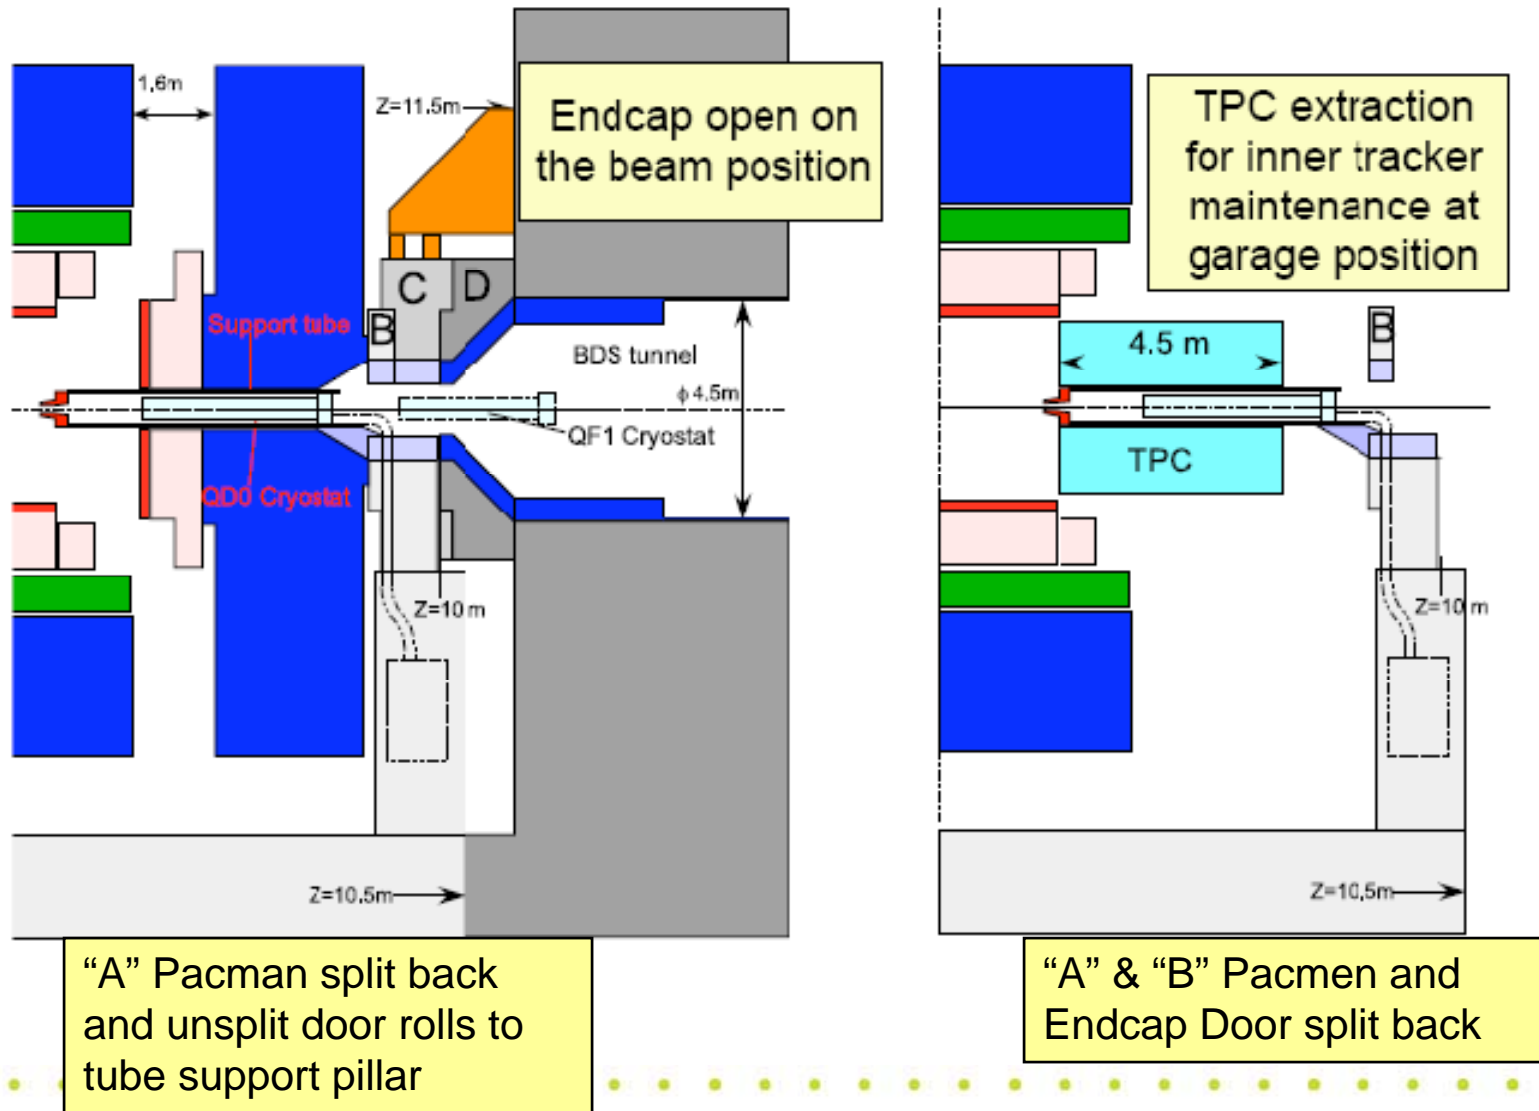 1.6m
Z=11.5m
Endcap open on
the beam position
C
D
B
Support tube
BDS tunnel
ϕ4.5m
QF1 Cryostat
QD0 Cryostat
Z=10 m
Z=10.5m
“A” Pacman split back
and unsplit door rolls to
tube support pillar
TPC extraction
for inner tracker
maintenance at
garage position
B
4.5 m
TPC
Z=10 m
Z=10,5m
“A” & “B” Pacmen and
Endcap Door split back